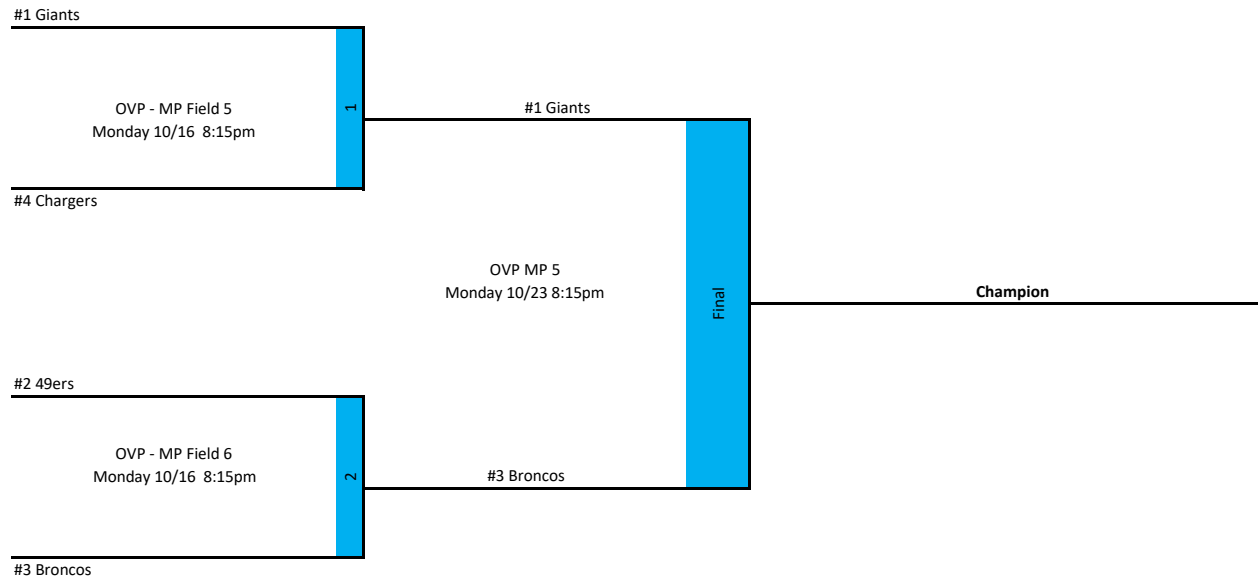 #1 Giants
OVP - MP Field 5
Monday 10/16  8:15pm
1
#1 Giants
#4 Chargers
OVP MP 5
Monday 10/23 8:15pm
Final
Champion
#2 49ers
OVP - MP Field 6
Monday 10/16  8:15pm
2
#3 Broncos
#3 Broncos